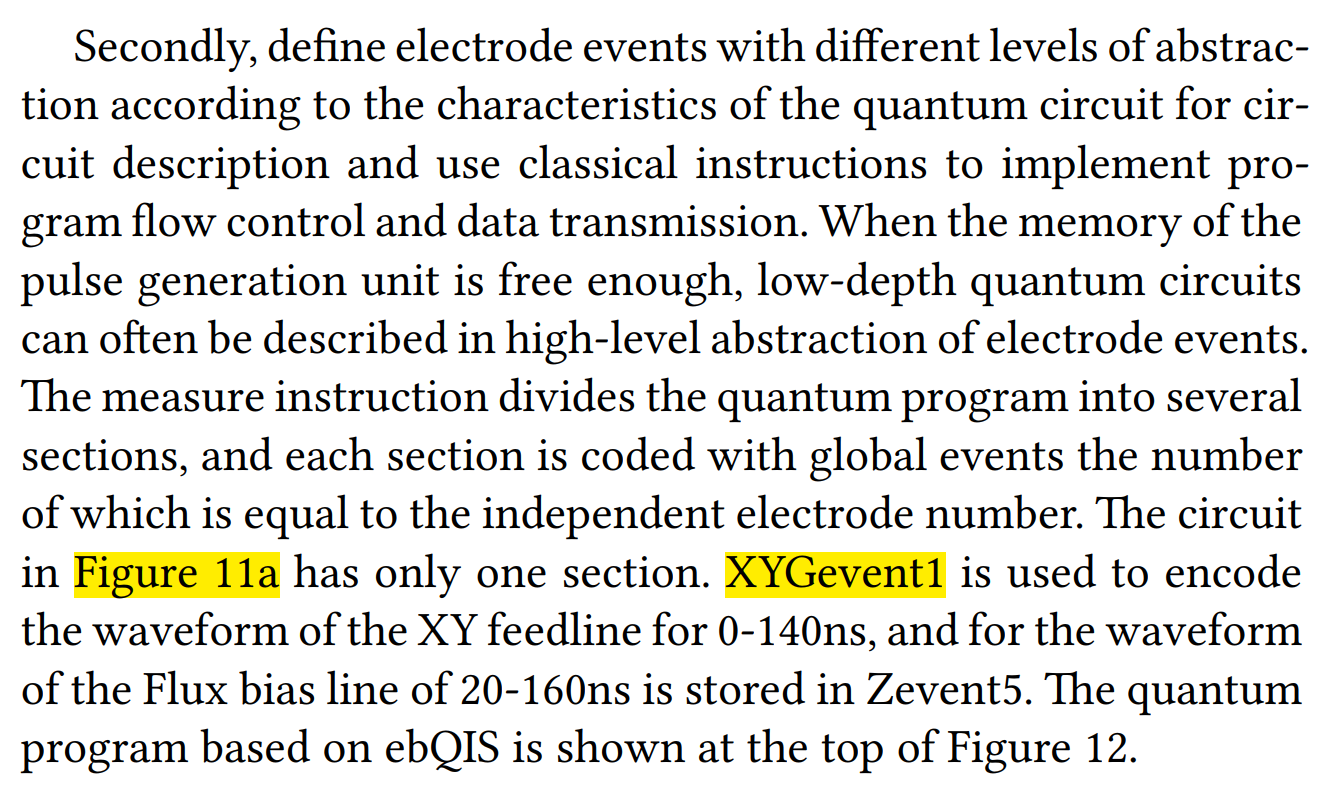 Secondly, define electrode events with different levels of abstrac-
tion according to the characteristics of the quantum circuit for cir-
cuit description and use classical instructions to implement pro-
gram flow control and data transmission. When the memory of the
pulse generation unit is free enough, low-depth quantum circuits
can often be described in high-level abstraction of electrode events.
The measure instruction divides the quantum program into several
sections, and each section is coded with global events the number
of which is equal to the independent electrode number. The circuit
in Figure 11a has only one section. XYGevent1 is used to encode
the waveform of the XY feedline for 0-140ns, and for the waveform
of the Flux bias line of 20-160ns is stored in Zevent5. The quantum
program based on ebQIS is shown at the top of Figure 12.